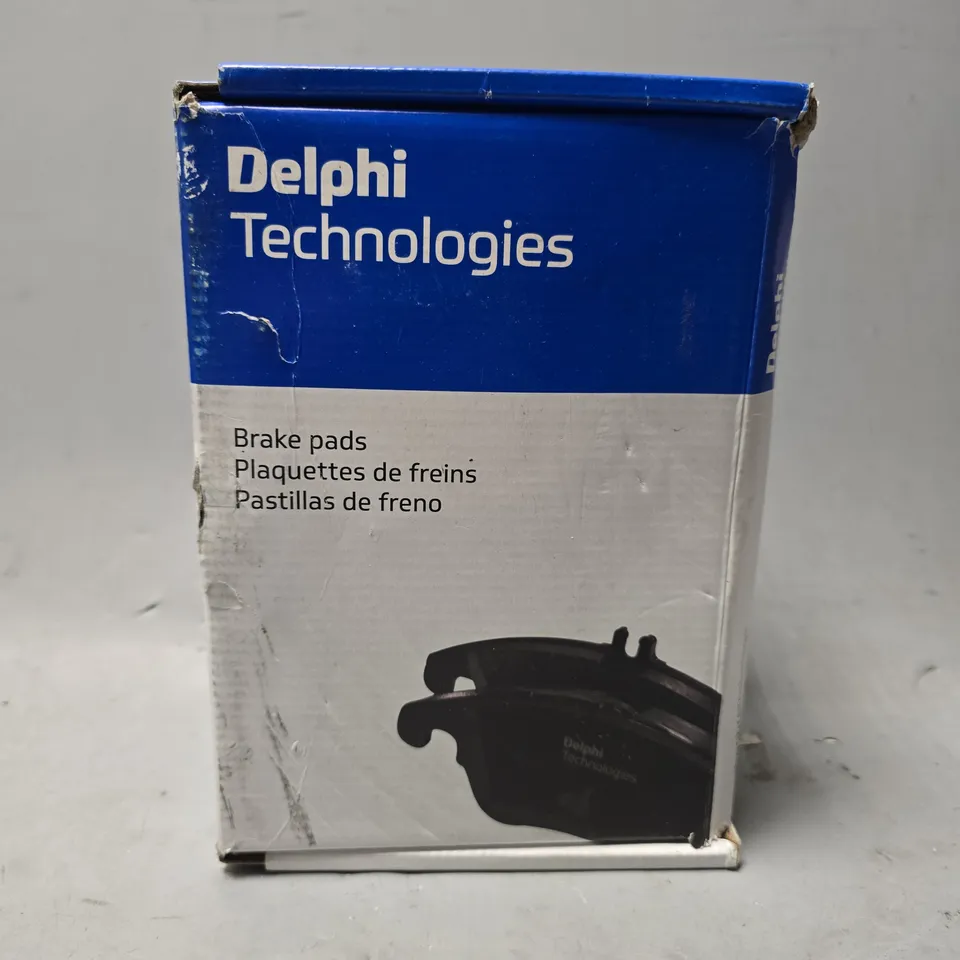 Delphi
Technologies
Delphi
Brake pads
Plaquettes de freins
Pastillas de freno
Delphi
Technologies